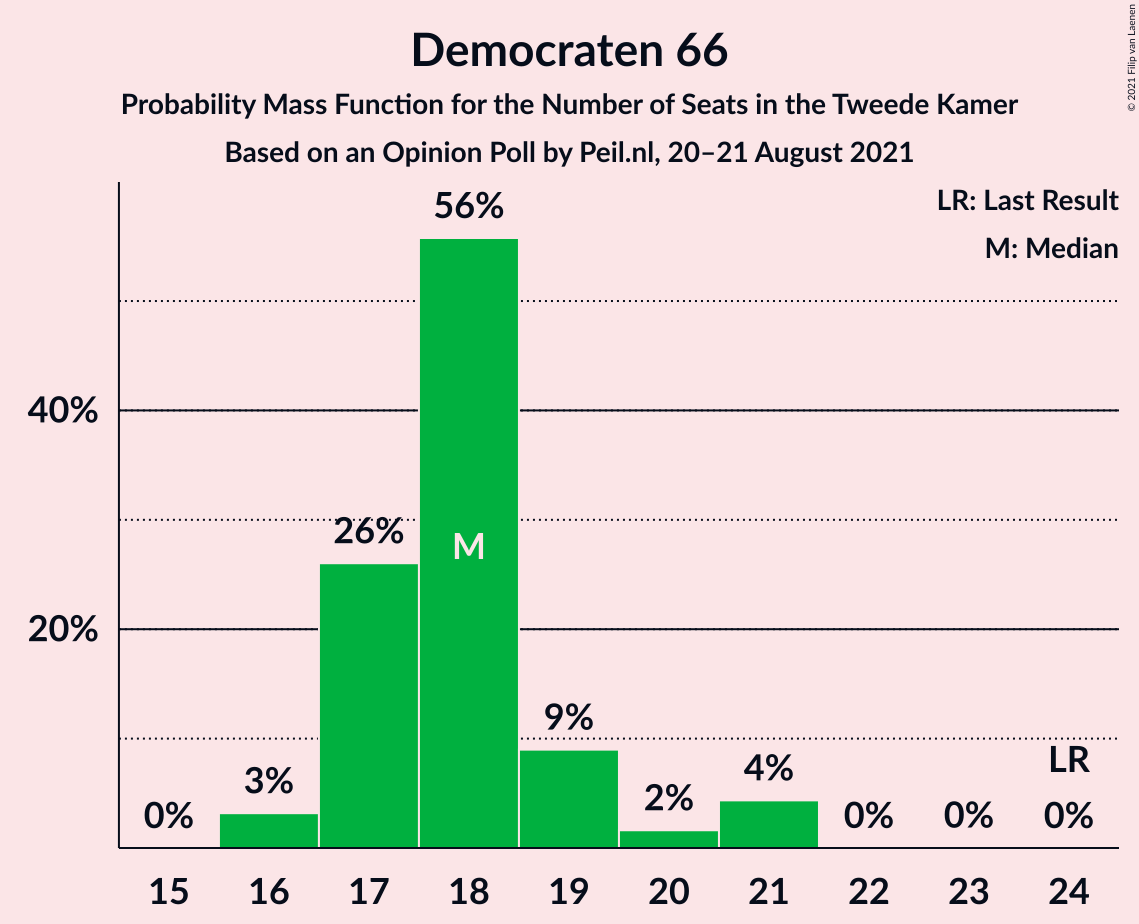 Democraten 66
Probability Mass Function for the Number of Seats in the Tweede Kamer
Based on an Opinion Poll by Peil.nl, 20–21 August 2021
© 2021 Filip van Laenen
LR: Last Result
M: Median
40%
20%
0%
3%
26%
56%
M
9%
2%
4%
0%
0%
LR
0%
15 16 17 18 19 20 21 22 23 24